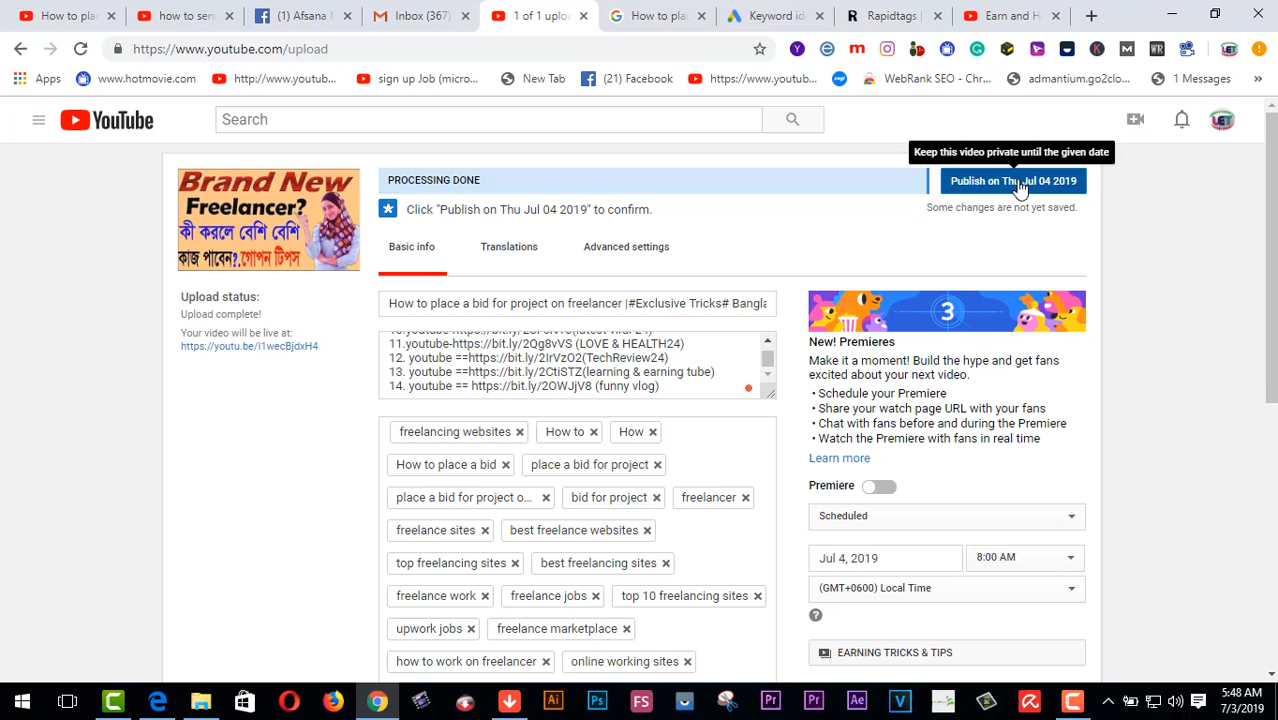 How to plac
how to sen
(1) Afsana
Inbox (367)
1 of 1 uplo
How to plac
Keyword id
Rapidtags |
Earn and H
https://www.youtube.com/upload
Apps
www.hotmovie.com
http://www.youtub...
sign up Job (micro...
New Tab
(21) Facebook
https://www.youtub...
WebRank SEO - Chr...
admantium.go2clo...
1 Messages
YouTube
Search
LET
Keep this video private until the given date
Brand New
Freelancer?
কী করলে বেশি বেশি
কাজ পাবেন?.গোপন টিপস
PROCESSING DONE
Publish on Thu Jul 04 2019
Click "Publish on Thu Jul 04 2019" to confirm.
Some changes are not yet saved.
Basic info
Translations
Advanced settings
Upload status:
Upload complete!
Your video will be live at:
https://youtu.be/I1wecBjdxH4
How to place a bid for project on freelancer |#Exclusive Tricks# Bangla
11.youtube-https://bit.ly/2Qg8vVS (LOVE & HEALTH24)
12. youtube ==https://bit.ly/2IrVzO2(TechReview24)
13. youtube ==https://bit.ly/2CtiSTZ(learning & earning tube)
14. youtube == https://bit.ly/2OWJjV8 (funny vlog)
freelancing websites
How to
How
How to place a bid
place a bid for project
place a bid for project o...
bid for project
freelancer
freelance sites
best freelance websites
top freelancing sites
best freelancing sites
freelance work
freelance jobs
top 10 freelancing sites
upwork jobs
freelance marketplace
how to work on freelancer
online working sites
3
New! Premieres
Make it a moment! Build the hype and get fans
excited about your next video.
• Schedule your Premiere
• Share your watch page URL with your fans
• Chat with fans before and during the Premiere
• Watch the Premiere with fans in real time
Learn more
Premiere
Scheduled
Jul 4, 2019
8:00 AM
(GMT+0600) Local Time
EARNING TRICKS & TIPS
5:48 AM
7/3/2019